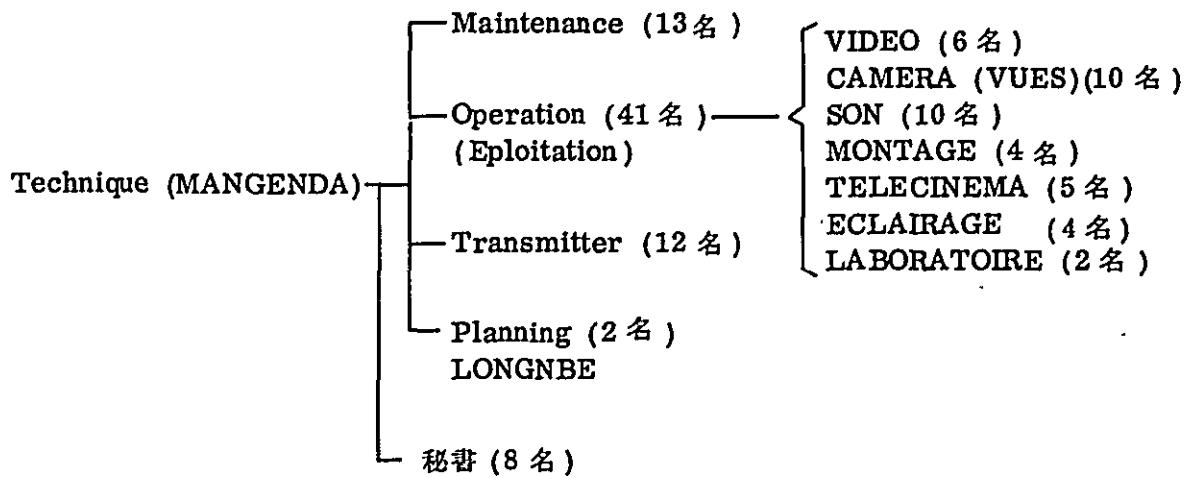 Technique (MANGENDA)
Maintenance (13名)
Operation (41名)
(Eploitation)
Transmitter (12名)
Planning (2名)
LONGNBE
秘書 (8名)
VIDEO (6名)
CAMERA (VUES)(10名)
SON (10名)
MONTAGE (4名)
TELECINEMA (5名)
ECLAIRAGE (4名)
LABORATOIRE (2名)